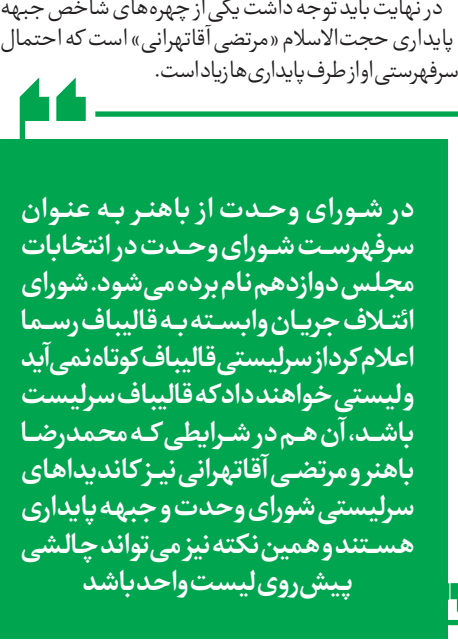 در نهایت باید توجه داشت یکی از چهره‌های شاخص جبهه
پایداری حجت‌الاسلام «مرتضی آقاتهرانی» است که احتمال
سرفهرستی او از طرف پایداری‌ها زیاد است.
در شورای وحدت از باهنر به عنوان
سرفهرست شورای وحدت در انتخابات
مجلس دوازدهم نام برده می‌شود. شورای
ائتلاف جریان وابسته به قالیباف رسما
اعلام کرد از سرلیستی قالیباف کوتاه نمی‌آید
و لیستی خواهند داد که قالیباف سرلیست
باشد، آن هم در شرایطی که محمدرضا
باهنر و مرتضی آقاتهرانی نیز کاندیداهای
سرلیستی شورای وحدت و جبهه پایداری
هستند و همین نکته نیز می‌تواند چالشی
پیش روی لیست واحد باشد